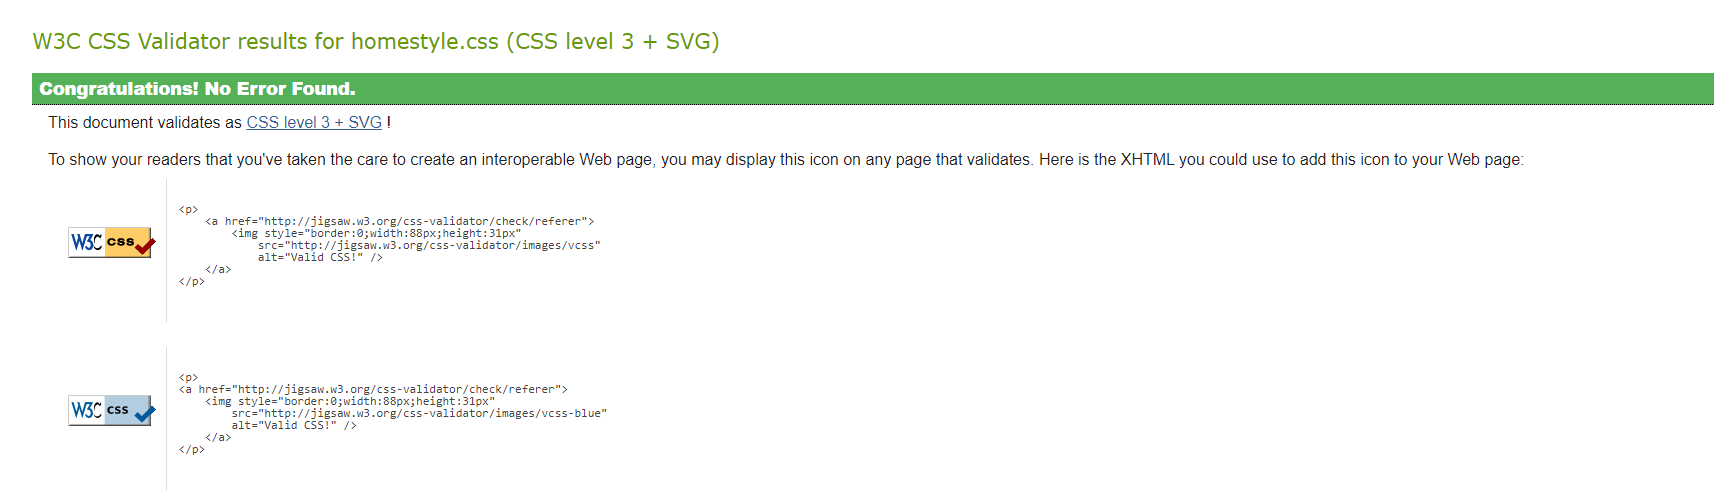 W3C CSS Validator results for homestyle.css (CSS level 3 + SVG)
Congratulations! No Error Found.
This document validates as CSS level 3 + SVG !
To show your readers that you've taken the care to create an interoperable Web page, you may display this icon on any page that validates. Here is the XHTML you could use to add this icon to your Web page:
W3C css
<p>
    <a href="http://jigsaw.w3.org/css-validator/check/referer">
        <img style="border:0;width:88px;height:31px"
            src="http://jigsaw.w3.org/css-validator/images/vcss"
            alt="Valid CSS!" />
    </a>
</p>
W3C css
<p>
<a href="http://jigsaw.w3.org/css-validator/check/referer">
    <img style="border:0;width:88px;height:31px"
        src="http://jigsaw.w3.org/css-validator/images/vcss-blue"
        alt="Valid CSS!" />
    </a>
</p>